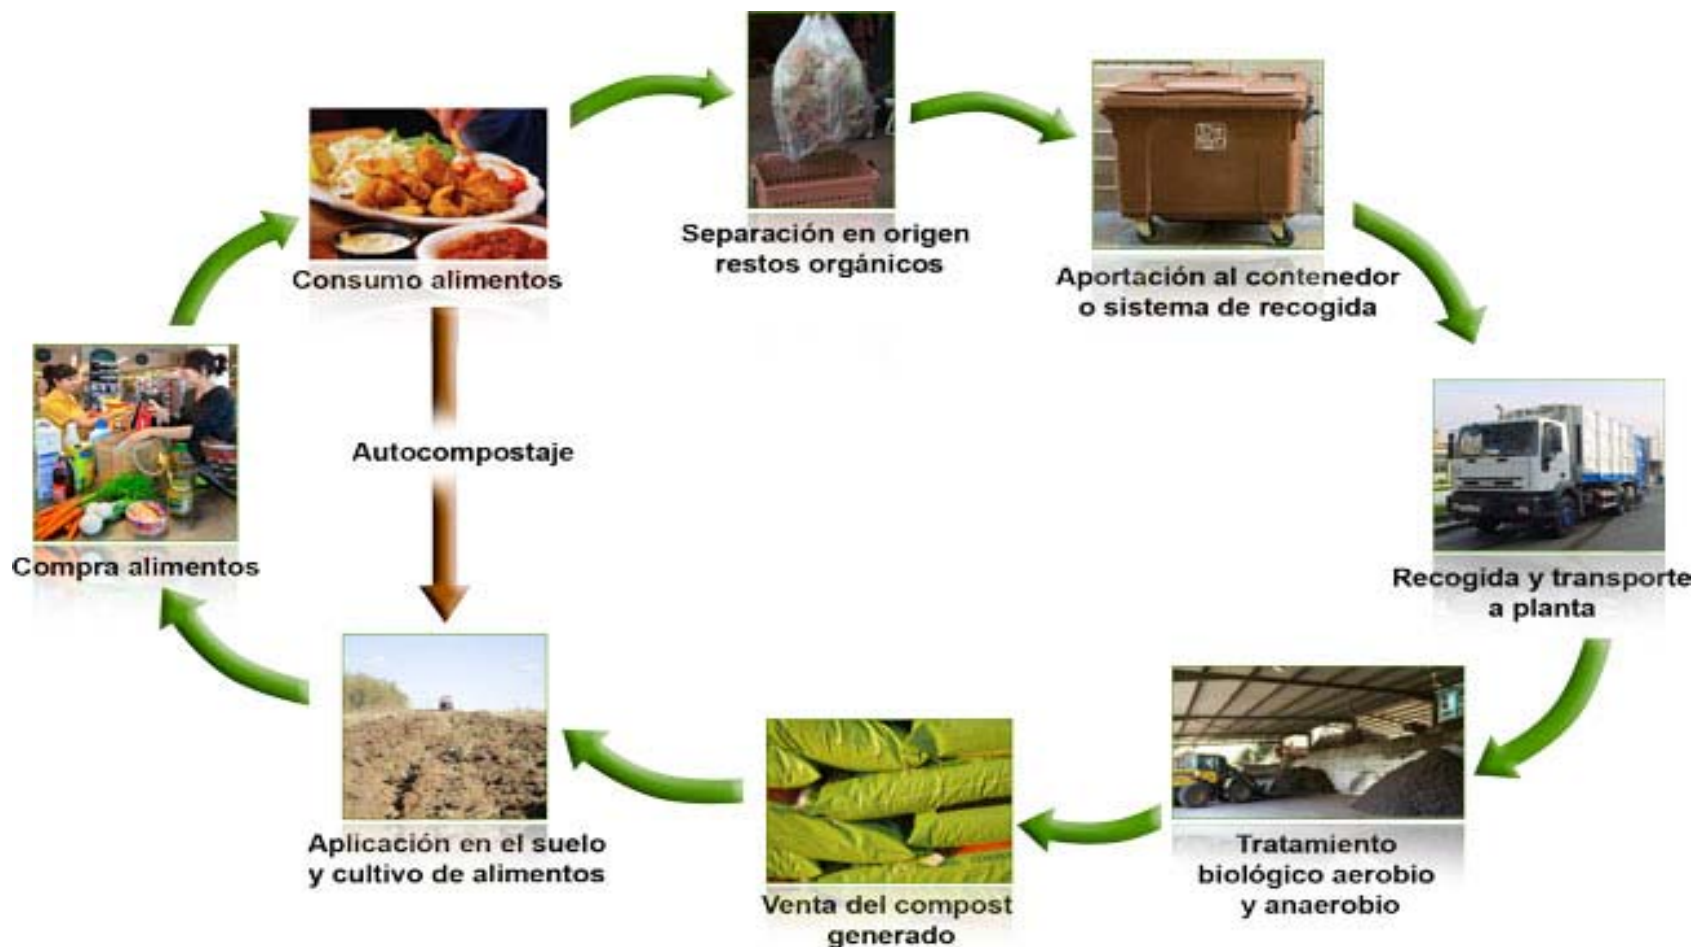 Consumo alimentos
Separación en origen
restos orgánicos
Aportación al contenedor
o sistema de recogida
Recogida y transporte
a planta
Tratamiento
biológico aerobio
y anaerobio
Venta del compost
generado
Aplicación en el suelo
y cultivo de alimentos
Compra alimentos
Autocompostaje